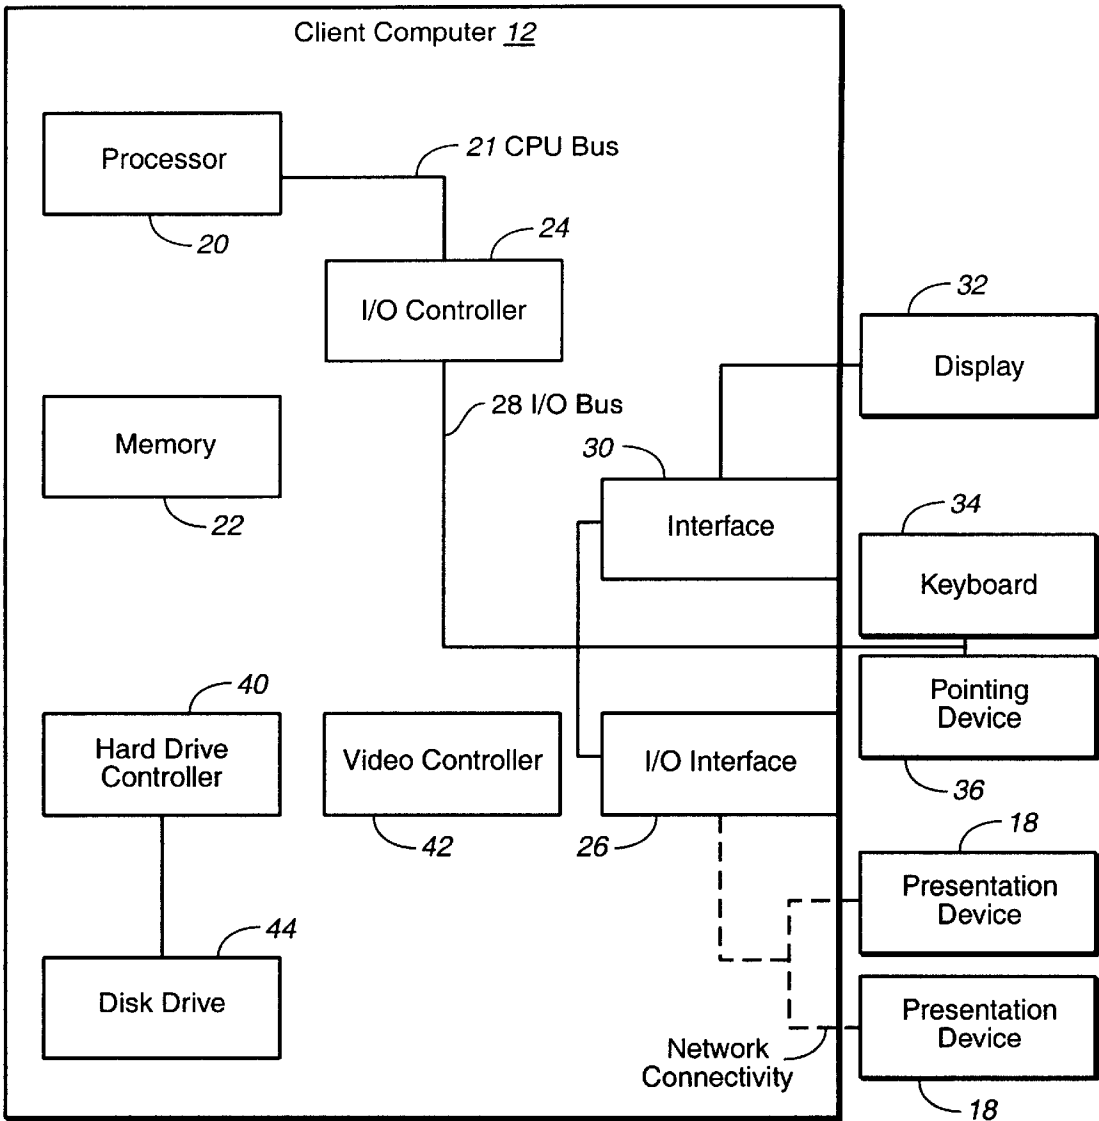 Client Computer 12
Processor
21 CPU Bus
20
24
I/O Controller
32
Display
28 I/O Bus
Memory
22
30
Interface
34
Keyboard
40
Hard Drive
Controller
Video Controller
42
I/O Interface
26
Pointing
Device
36
18
Presentation
Device
44
Disk Drive
Presentation
Device
18
Network
Connectivity